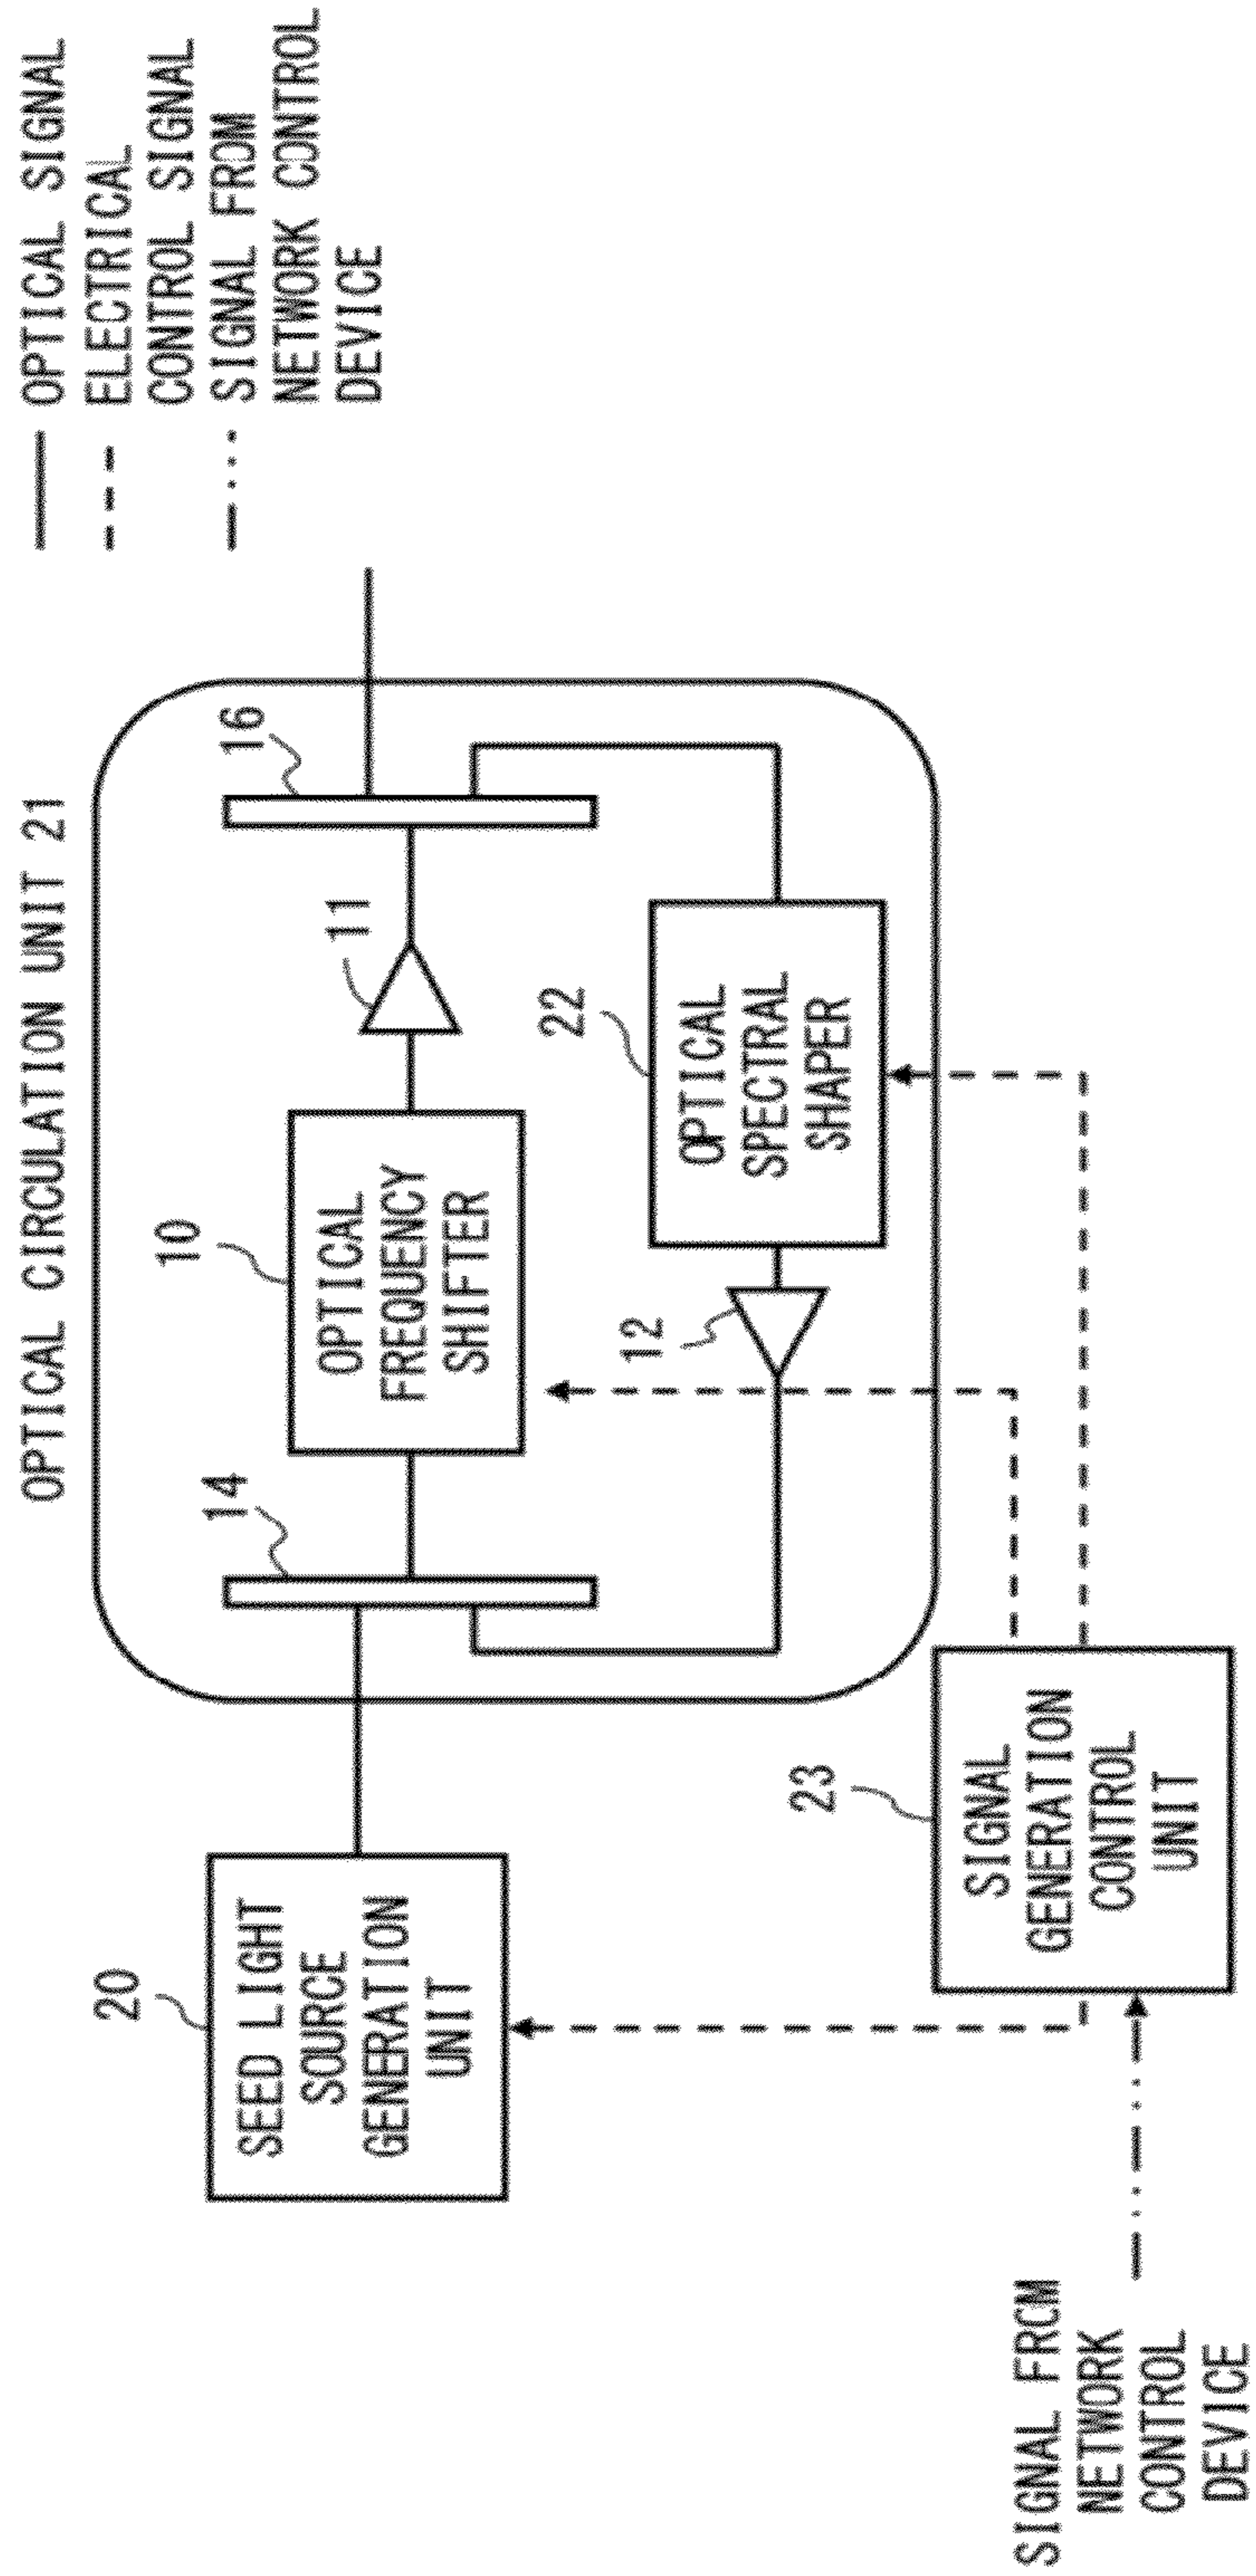 OPTICAL SIGNAL
ELECTRICAL
CONTROL SIGNAL
SIGNAL FROM
NETWORK CONTROL
DEVICE
OPTICAL CIRCULATION UNIT 21
20
SEED LIGHT
SOURCE
GENERATION
UNIT
14
10
OPTICAL
FREQUENCY
SHIFTER
11
16
12
22
OPTICAL
SPECTRAL
SHAPER
23
SIGNAL
GENERATION
CONTROL
UNIT
SIGNAL FRCM
NETWORK
CONTROL
DEVICE